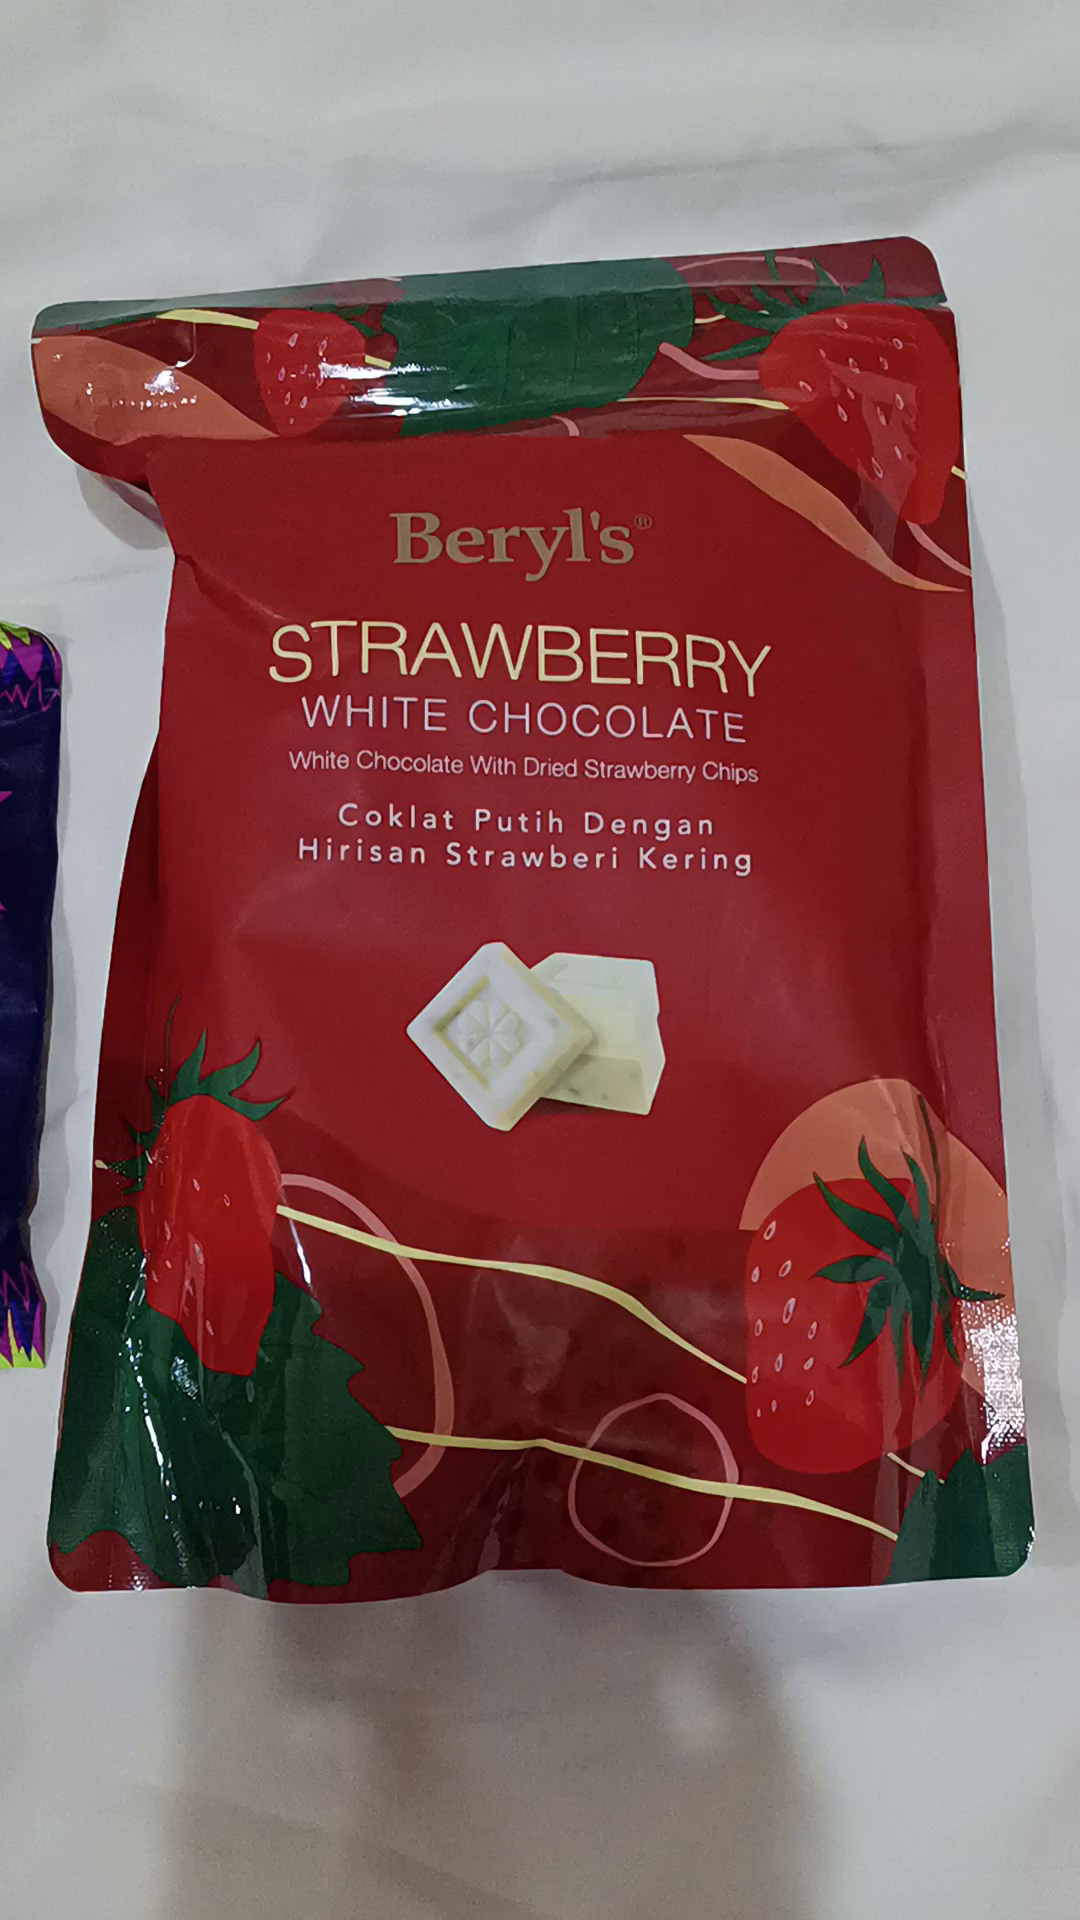 Beryl's®
STRAWBERRY
WHITE CHOCOLATE
White Chocolate With Dried Strawberry Chips
Coklat Putih Dengan
Hirisan Strawberi Kering